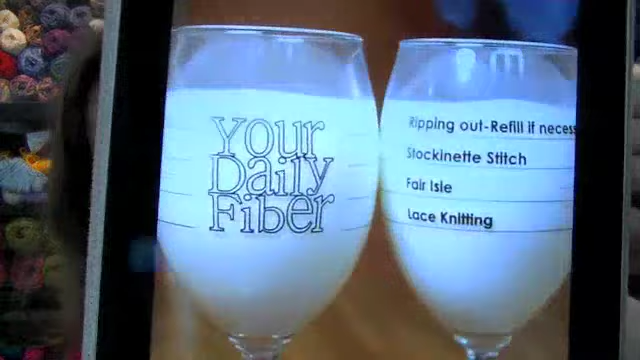 Your
Daily
Fiber
Ripping out-Refill if necess
Stockinette Stitch
Fair Isle
Lace Knitting